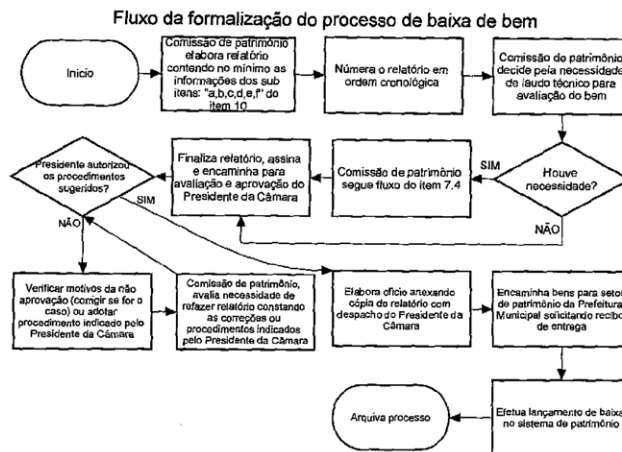 Fluxo da formalização do processo de baixa de bem
Início
Comissão de patrimônio
elabora relatório
contendo no mínimo as
informações dos sub
itens: "a,b,c,d,e,f" do
item 10
Número o relatório em
ordem cronológica
Comissão de patrimônio
decide pela necessidade
de laudo técnico para
avaliação do bem
Presidente autorizou
os procedimentos
sugeridos?
Finaliza relatório, assina
e encaminha para
avaliação e aprovação do
Presidente da Câmara
Comissão de patrimônio
segue fluxo do item 7.4
SIM
Houve
necessidade?
SIM
NÃO
NÃO
Verificar motivos da não
aprovação (corrigir se for o
caso) ou adotar
procedimento indicado pelo
Presidente da Câmara
Comissão de patrimônio,
avalia necessidade de
refazer relatório constando
as correções ou
procedimentos indicados
pelo Presidente da Câmara
Elabora ofício anexando
cópia do relatório com
despacho do Presidente da
Câmara
Encaminha bens para setor
de patrimônio da Prefeitura
Municipal solicitando recibo
de entrega
Arquiva processo
Efetua lançamento de baixa
no sistema de patrimônio